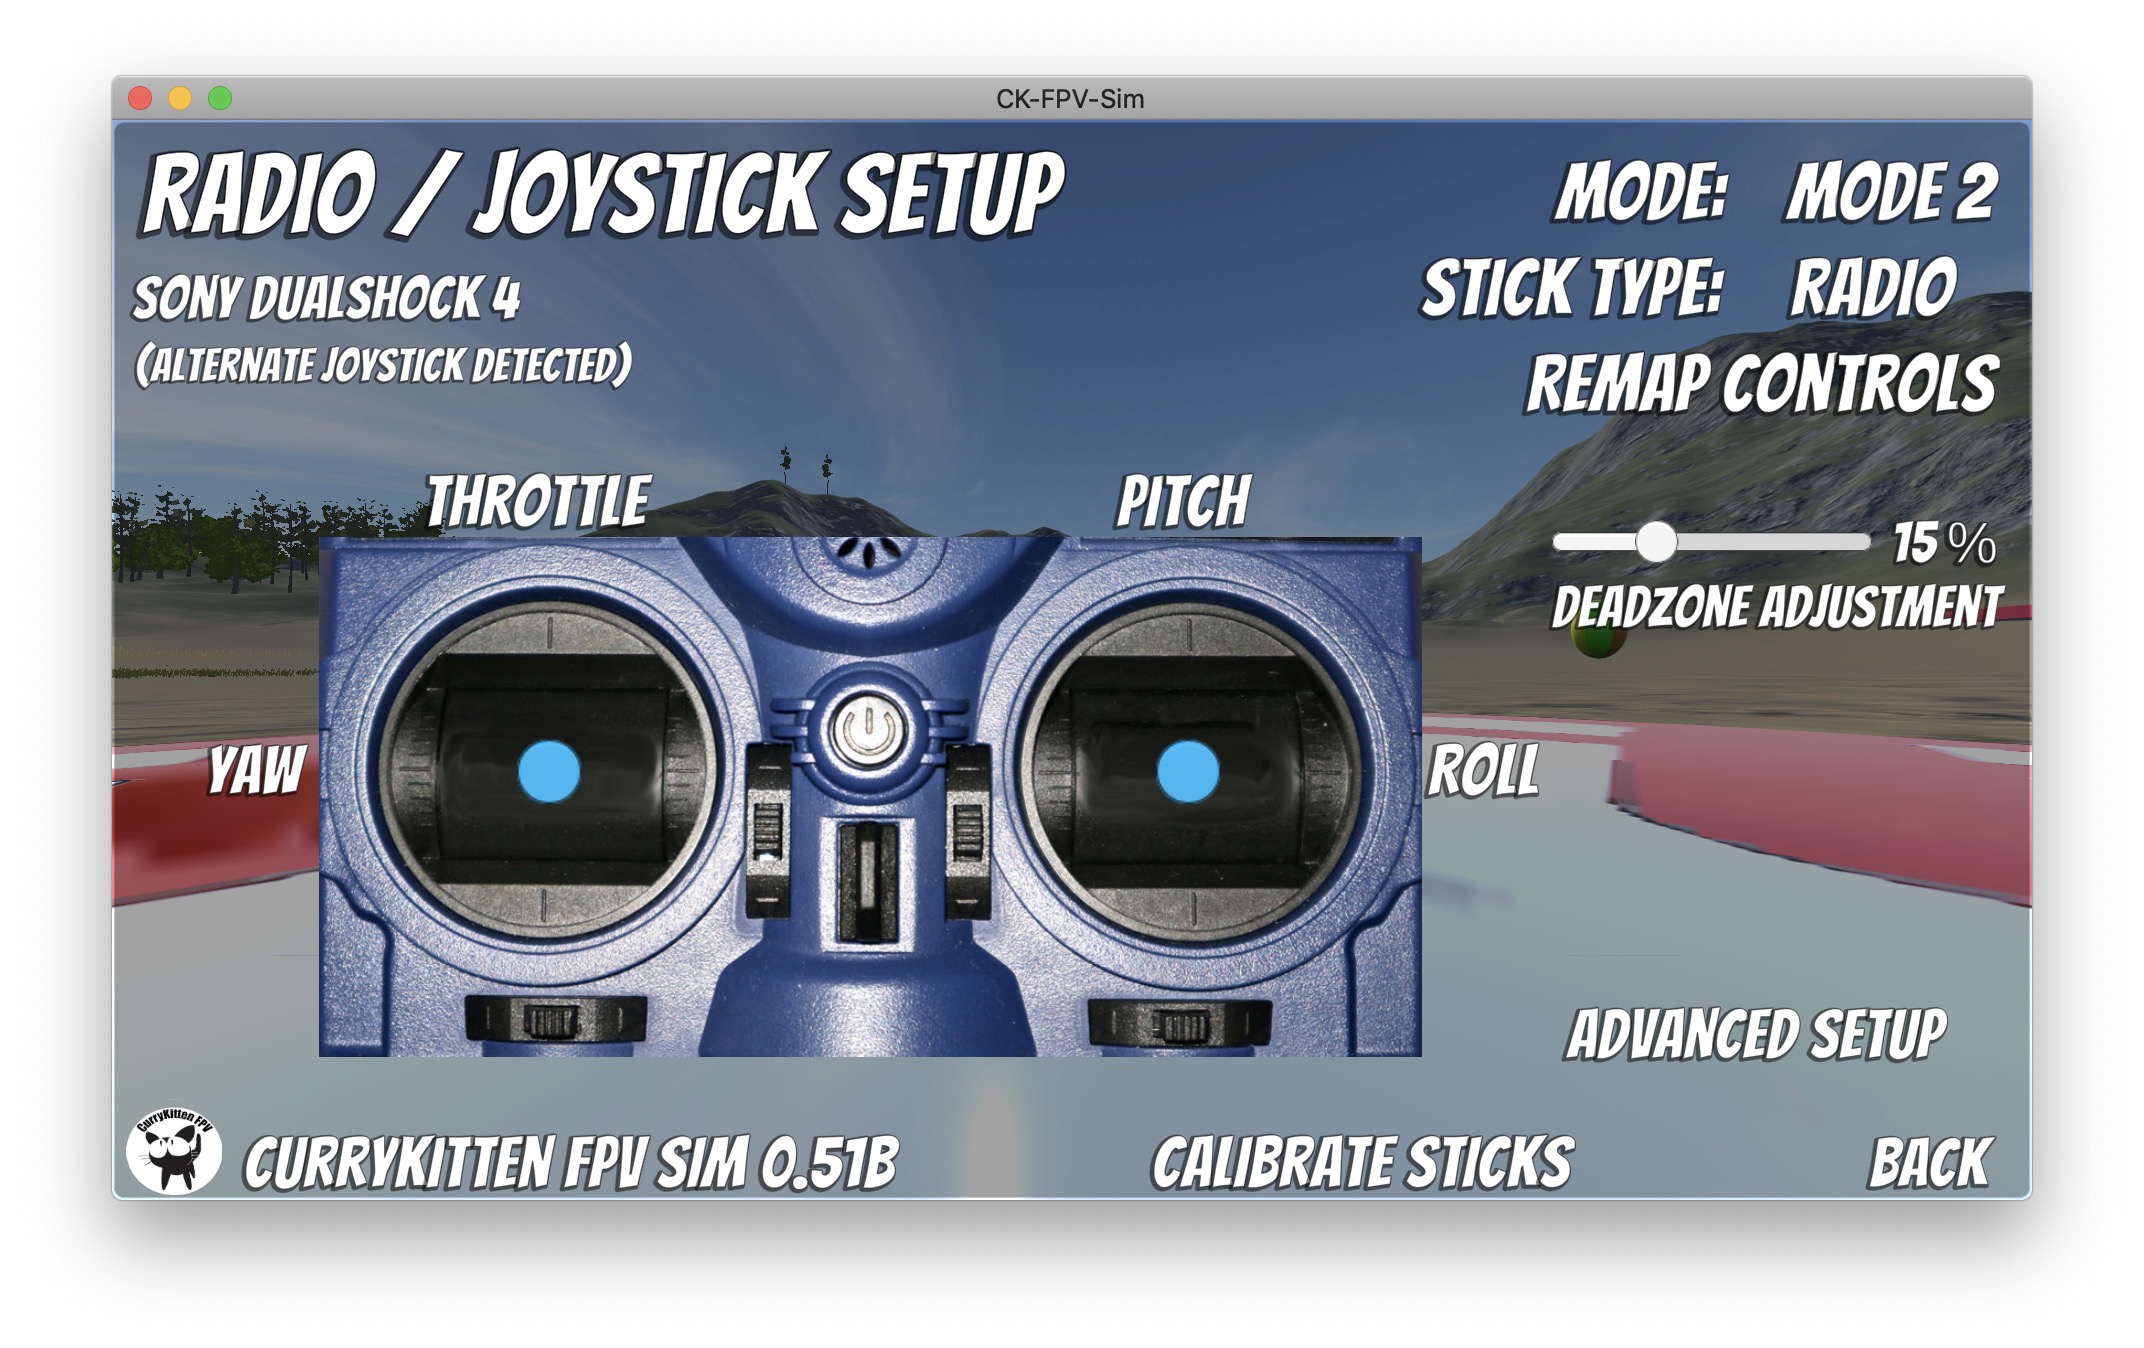 CK-FPV-Sim
RADIO / JOYSTICK SETUP
SONY DUALSHOCK 4
(ALTERNATE JOYSTICK DETECTED)
MODE: MODE 2
STICK TYPE: RADIO
REMAP CONTROLS
THROTTLE
PITCH
15 %
DEADZONE ADJUSTMENT
YAW
ROLL
ADVANCED SETUP
CurryKitten FPV
CURRYKITTEN FPV SIM 0.51B
CALIBRATE STICKS
BACK